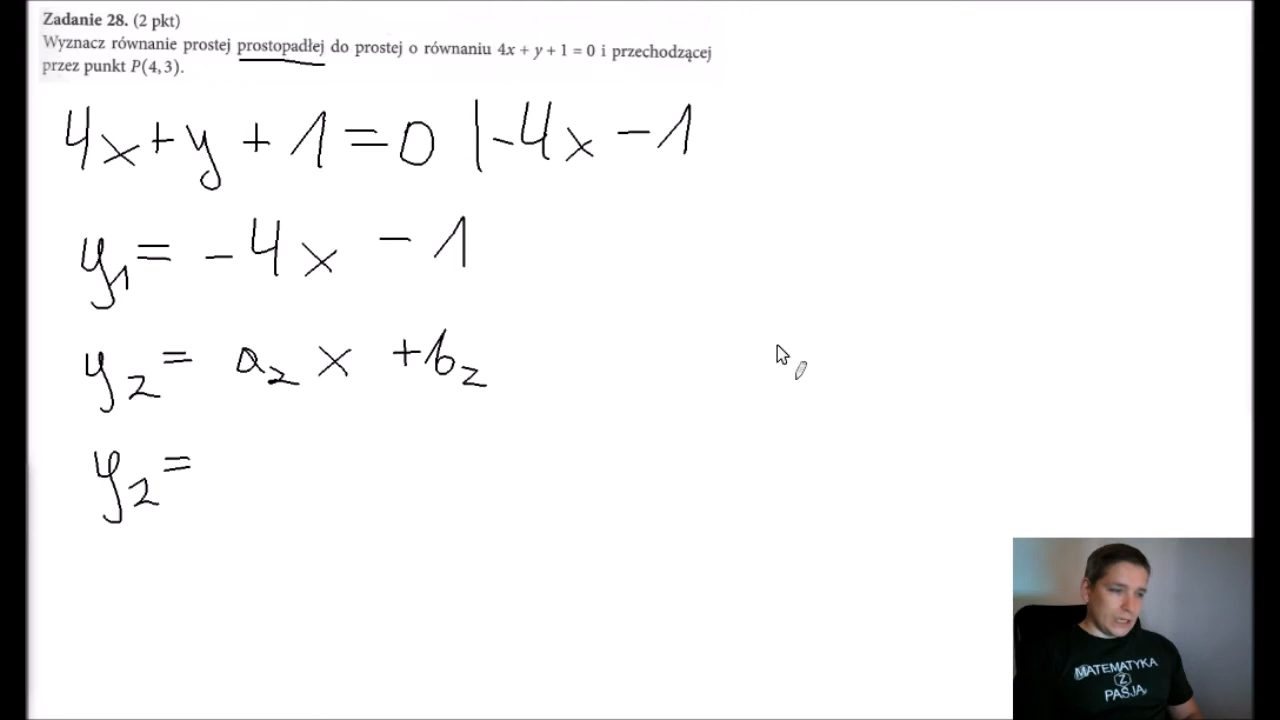 Zadanie 28. (2 pkt)
Wyznacz równanie prostej prostopadłej do prostej o równaniu 4x + y + 1 = 0 i przechodzącej
przez punkt P(4, 3).
4x + y + 1 = 0 | -4x - 1
y₁ = -4x - 1
y₂ = a₂x + b₂
y₂ =
MATEMATYKA
Z
PASJĄ